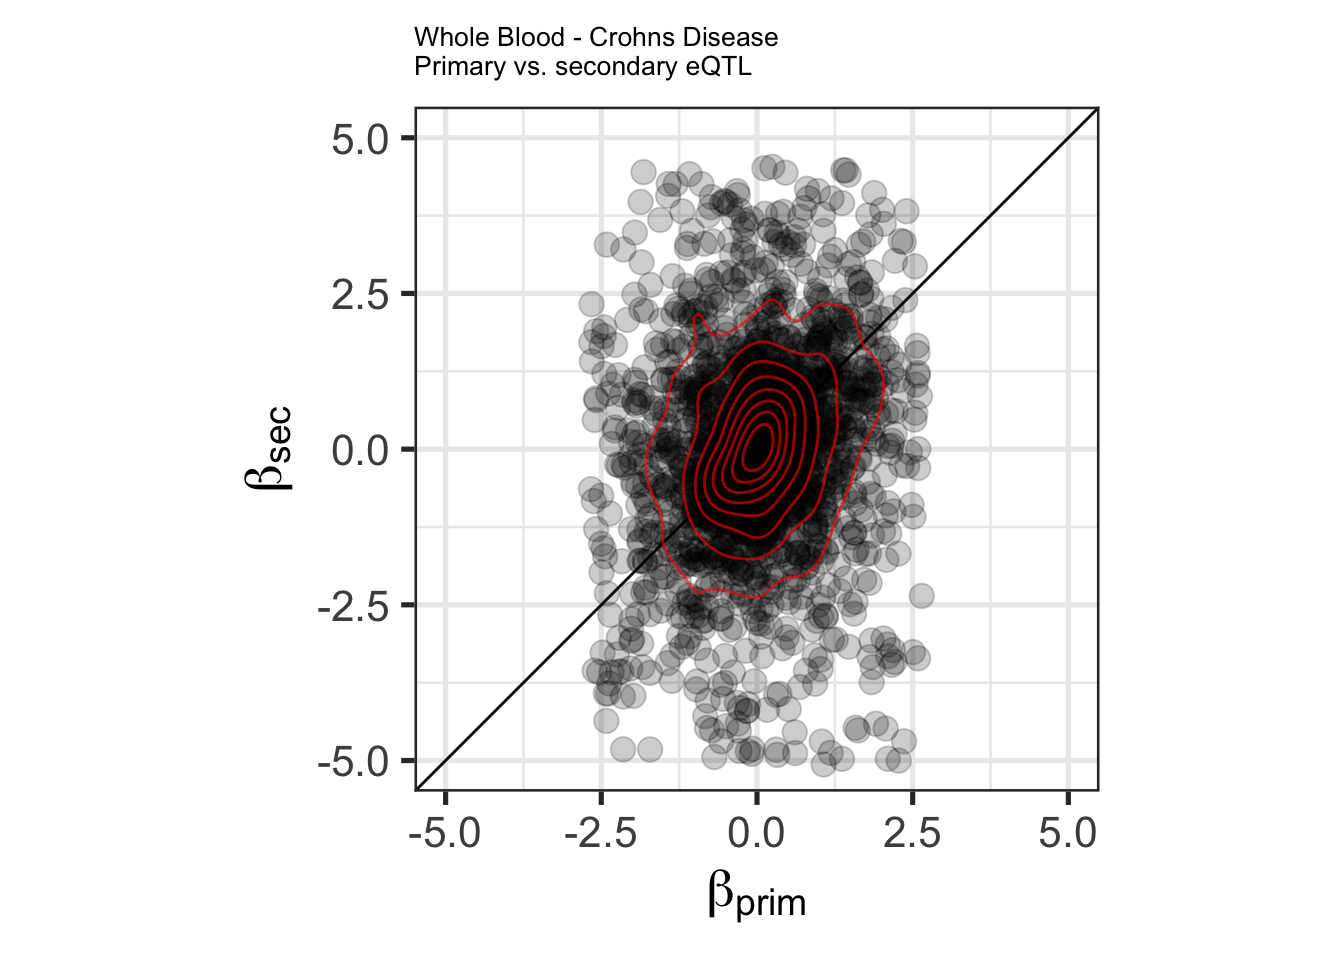 Whole Blood - Crohns Disease
Primary vs. secondary eQTL
5.0
2.5
0.0
-2.5
-5.0
βsec
-5.0 -2.5 0.0 2.5 5.0
βprim